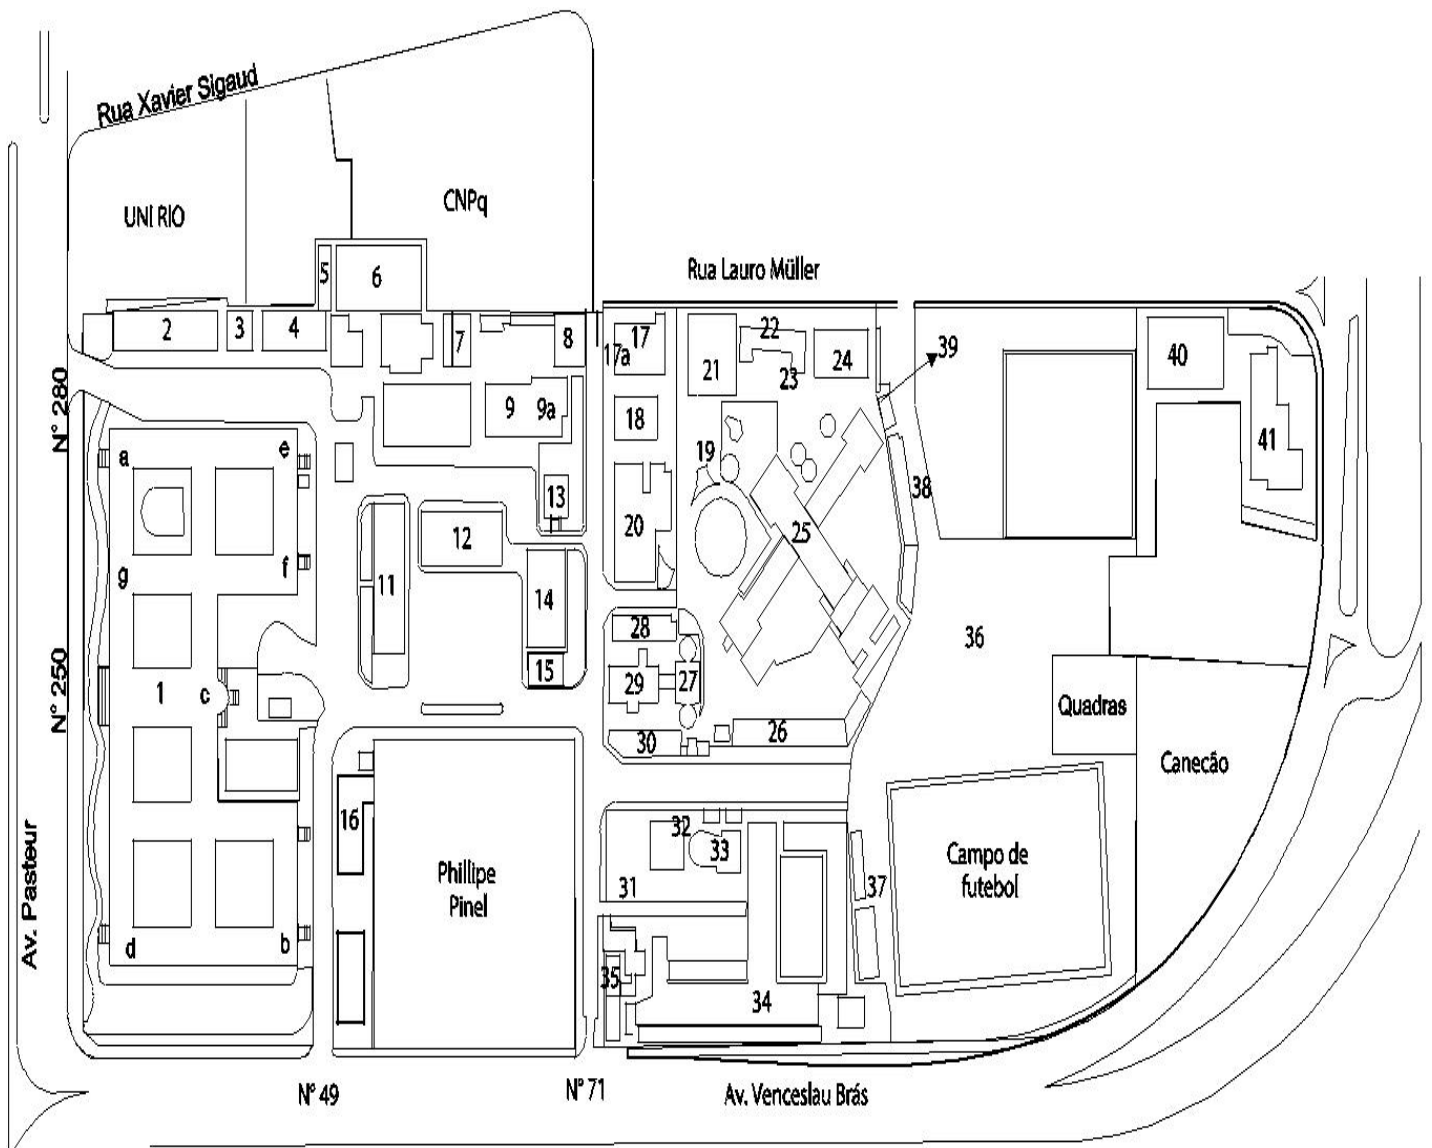 Rua Xavier Sigaud
UNI RIO
CNPq
Rua Lauro Müller
5
6
2
3
4
7
8
17
17a
22
21
23
24
39
40
41
N° 280
9
9a
18
a
e
19
13
38
20
12
25
g
f
11
14
28
36
N° 250
1
c
15
29
27
Quadras
30
26
Canecão
16
32
33
Av. Pasteur
Phillipe
Pinel
31
37
Campo de
futebol
d
b
35
34
N° 49
N° 71
Av. Venceslau Brás